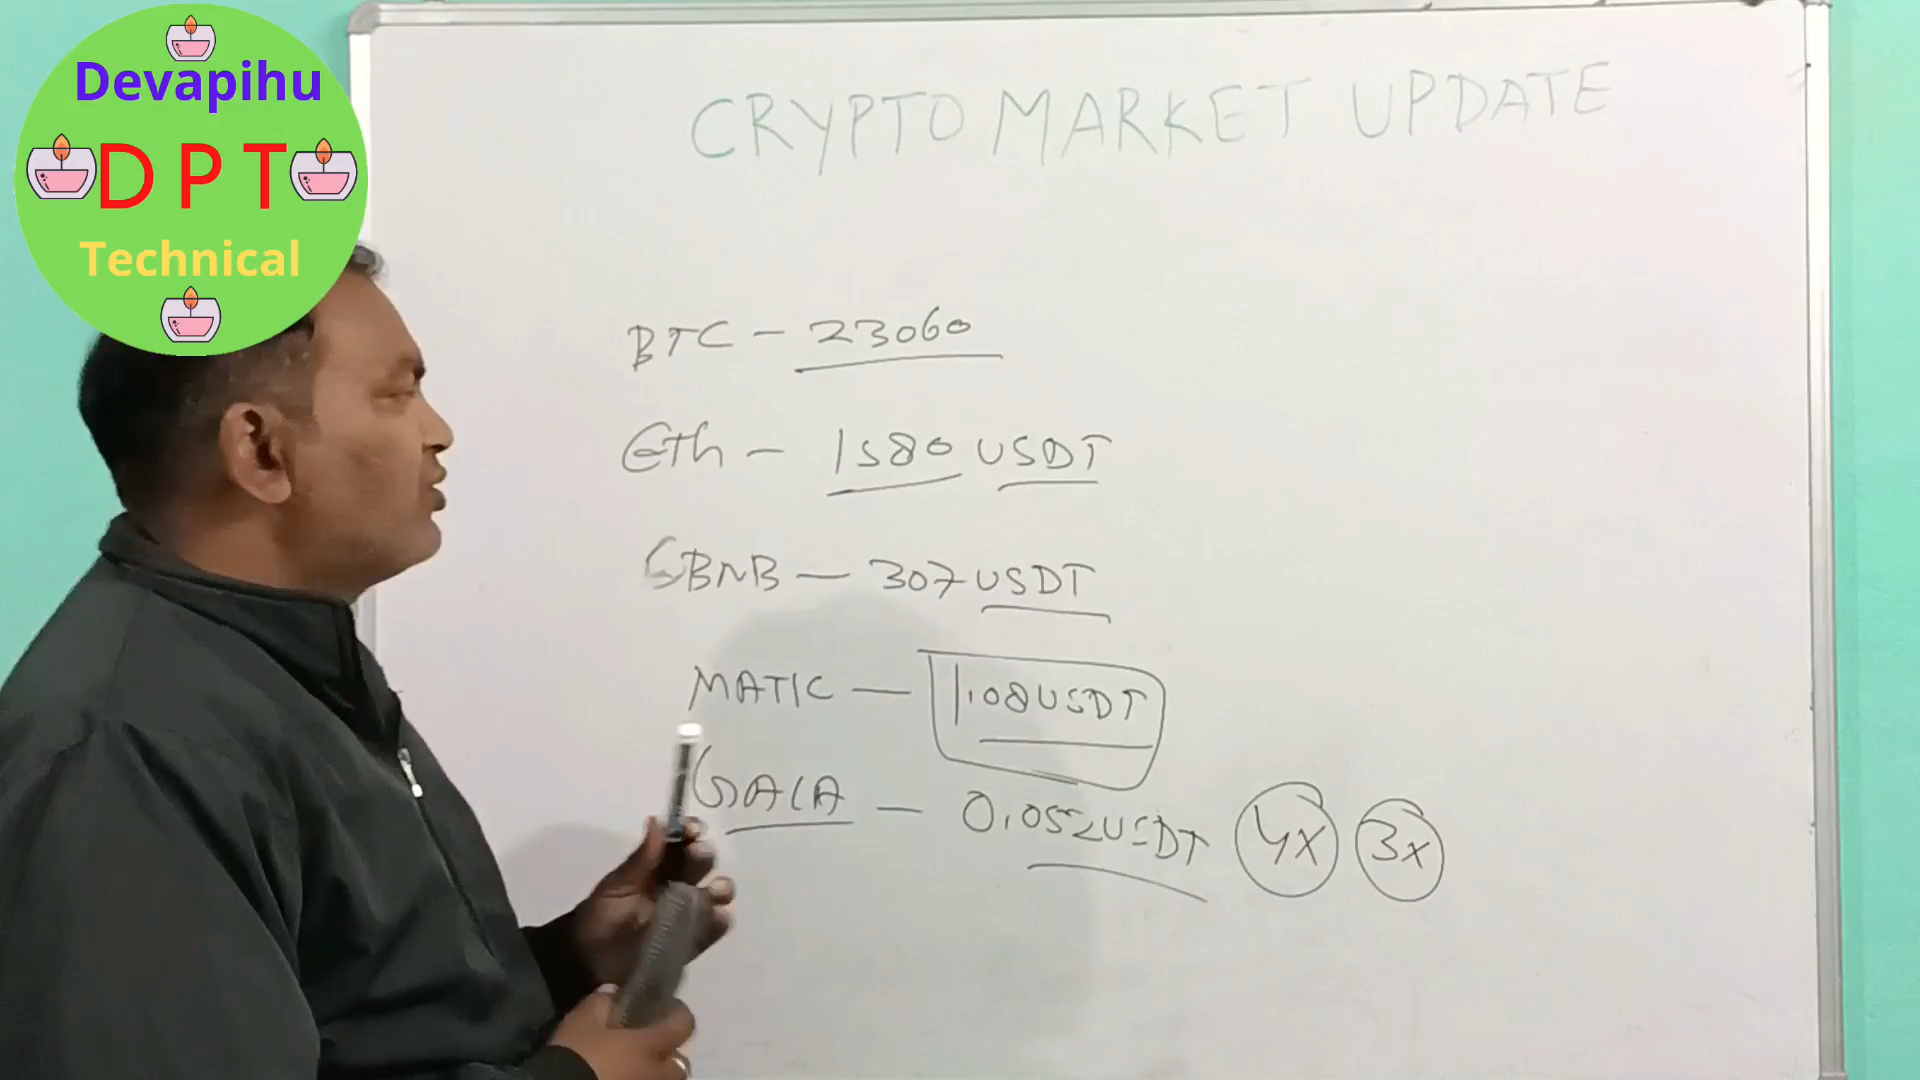 Devapihu
DPT
Technical
CRYPTO MARKET UPDATE
BTC - 23060
Eth - 1580 USDT
BNB - 307 USDT
MATIC - 1.08 USDT
GALA - 0.052 USDT 4x 3x